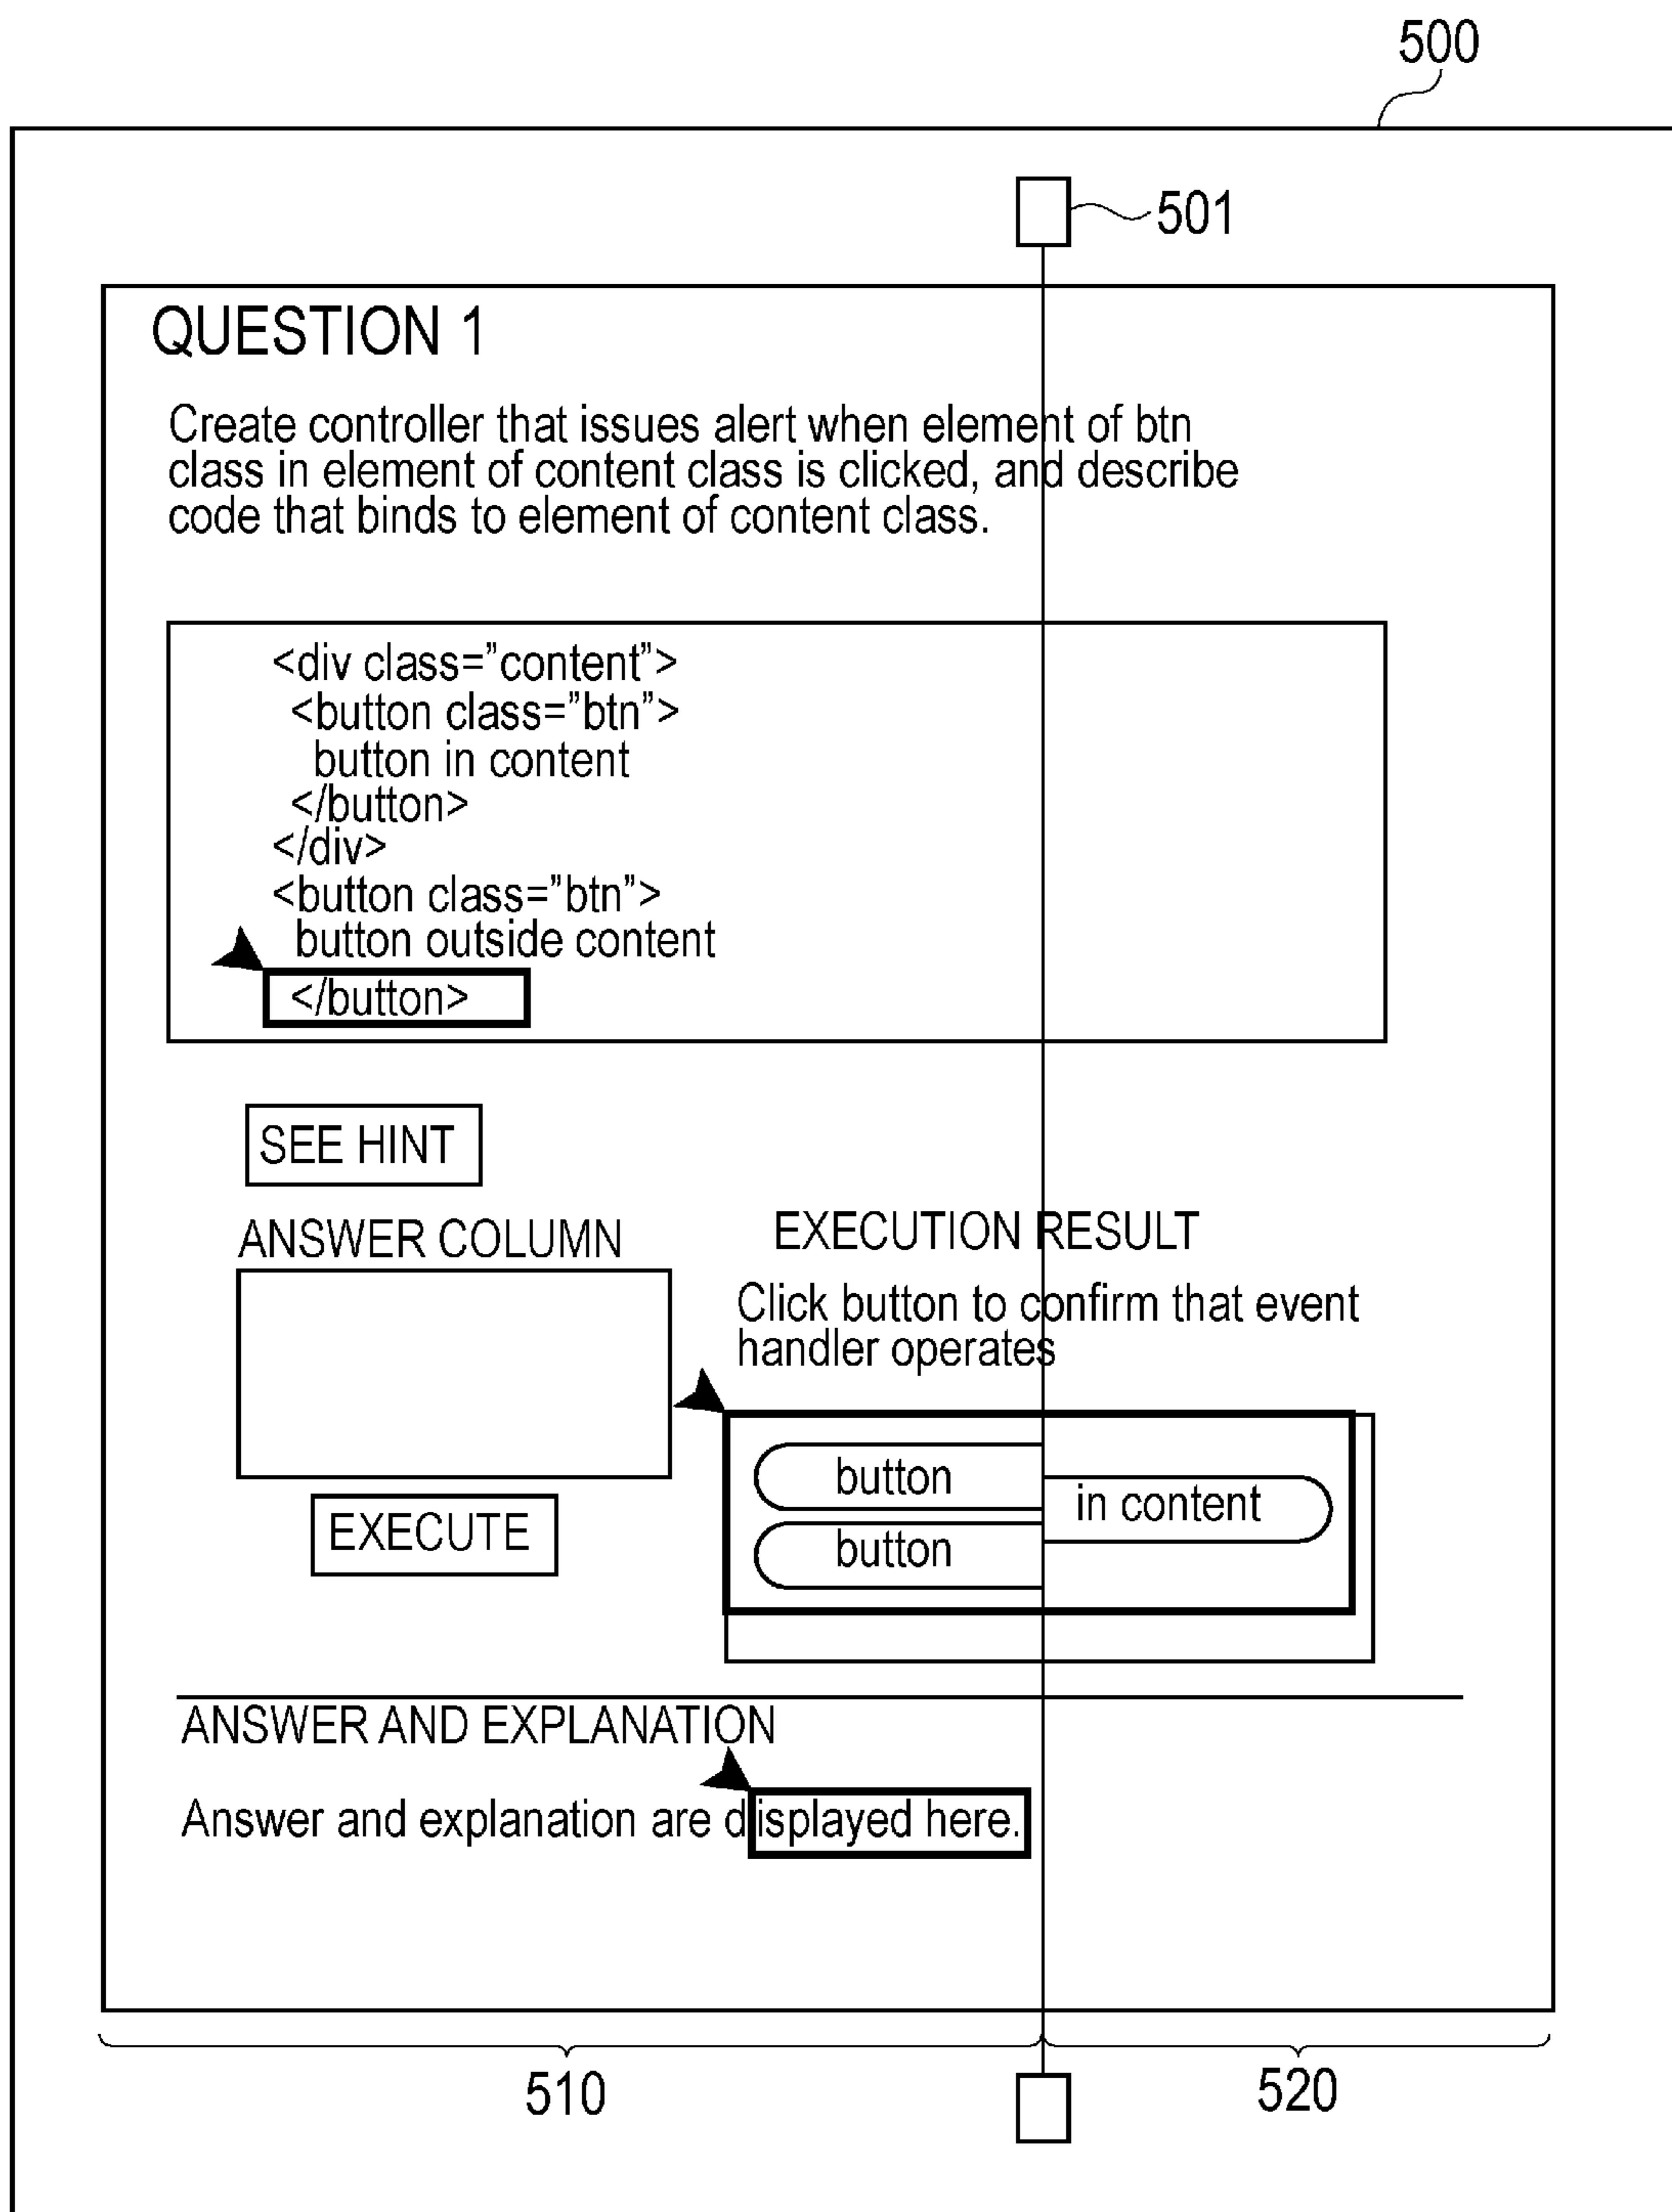 500
501
QUESTION 1
Create controller that issues alert when element of btn
class in element of content class is clicked, and describe
code that binds to element of content class.
<div class=”content”>
<button class=”btn”>
button in content
</button>
</div>
<button class=”btn”>
button outside content
</button>
SEE HINT
ANSWER COLUMN
EXECUTION RESULT
Click button to confirm that event
handler operates
button
in content
button
EXECUTE
ANSWER AND EXPLANATION
Answer and explanation are displayed here.
510
520